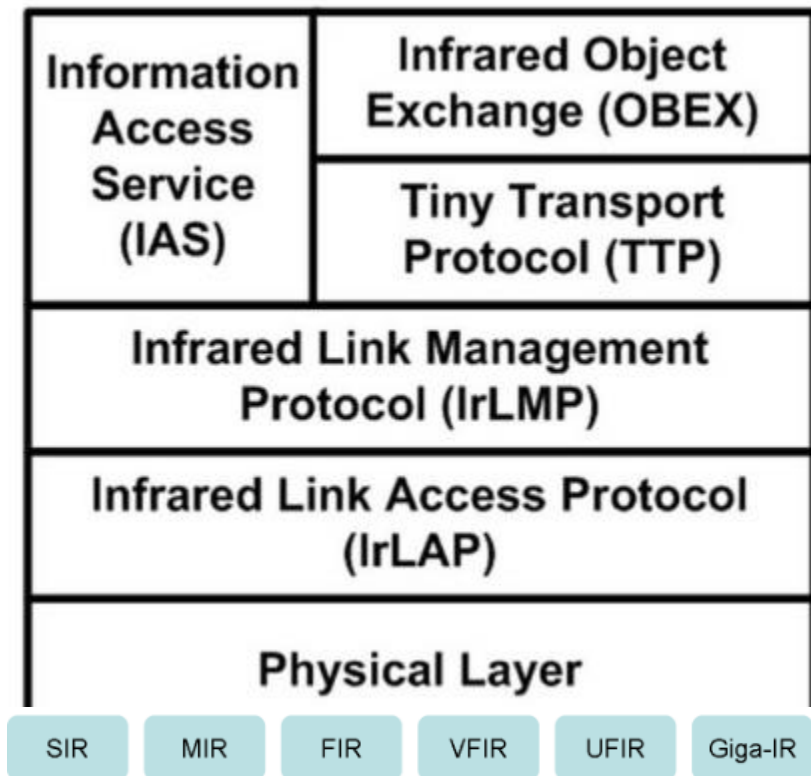 Information
Access
Service
(IAS)
Infrared Object
Exchange (OBEX)
Tiny Transport
Protocol (TTP)
Infrared Link Management
Protocol (IrLMP)
Infrared Link Access Protocol
(IrLAP)
Physical Layer
SIR MIR FIR VFIR UFIR Giga-IR